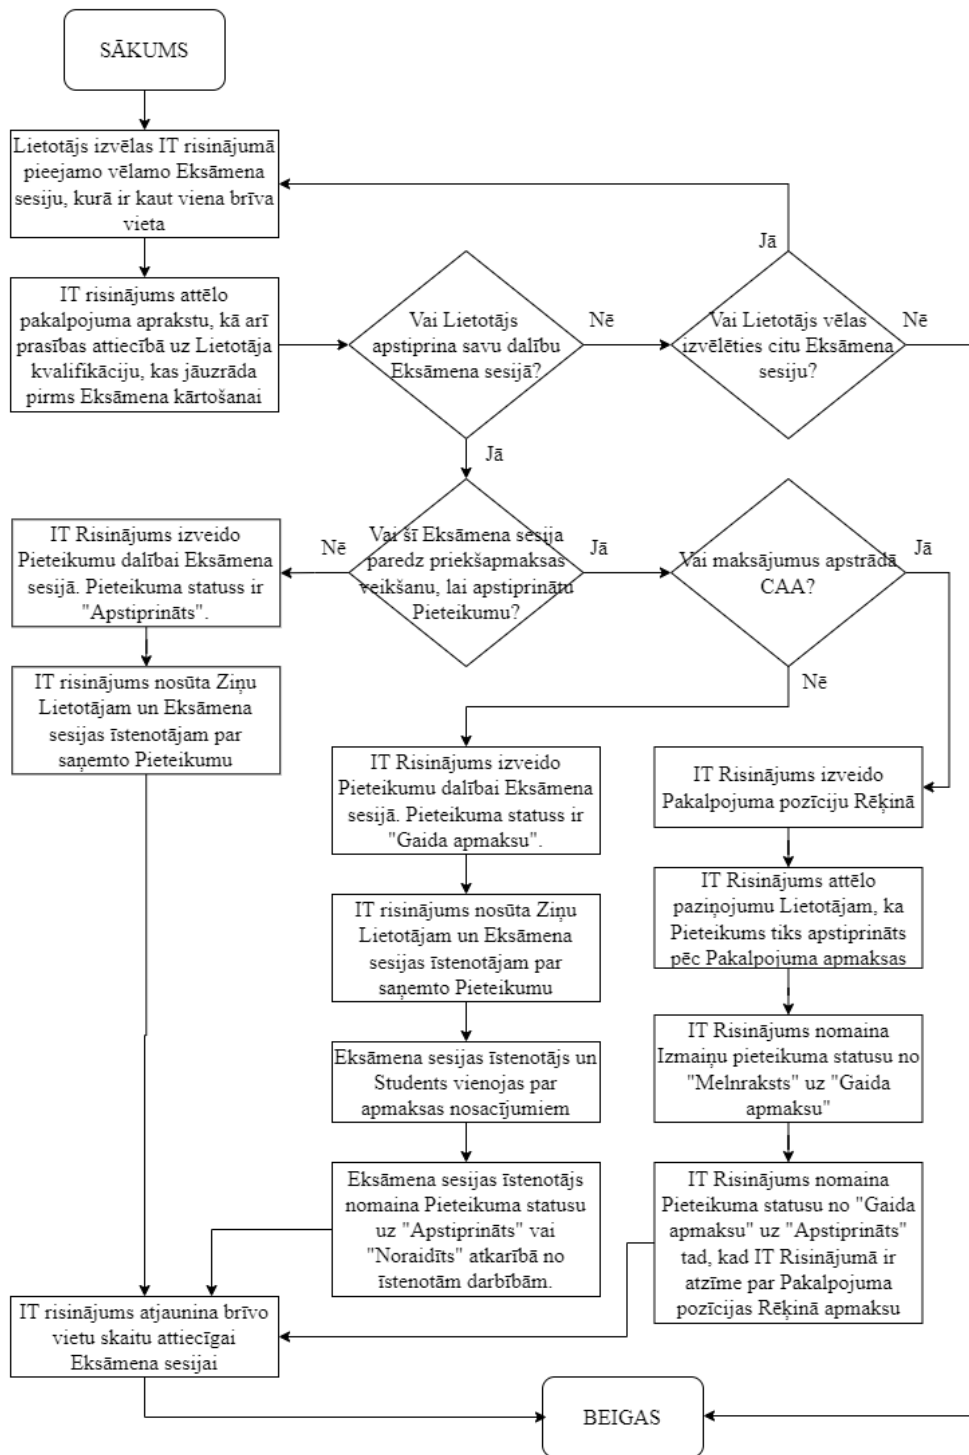 SĀKUMS
Lietotājs izvēlas IT risinājumā
pieejamo vēlamo Eksāmena
sesiju, kurā ir kaut viena brīva
vieta
IT risinājums attēlo
pakalpojuma aprakstu, kā arī
prasības attiecībā uz Lietotāja
kvalifikāciju, kas jāuzrāda
pirms Eksāmena kārtošanai
Vai Lietotājs
apstiprina savu dalību
Eksāmena sesijā?
Nē
Jā
Vai Lietotājs vēlas
izvēlēties citu Eksāmena
sesiju?
Jā
Nē
Vai šī Eksāmena sesija
paredz priekšapmaksas
veikšanu, lai apstiprinātu
Pieteikumu?
Nē
Jā
Vai maksājumus apstrādā
CAA?
Jā
Nē
IT Risinājums izveido
Pieteikumu dalībai Eksāmena
sesijā. Pieteikuma statuss ir
"Apstiprināts".
IT risinājums nosūta Ziņu
Lietotājam un Eksāmena
sesijas īstenotājam par
saņemto Pieteikumu
IT Risinājums izveido
Pieteikumu dalībai Eksāmena
sesijā. Pieteikuma statuss ir
"Gaida apmaksu".
IT risinājums nosūta Ziņu
Lietotājam un Eksāmena
sesijas īstenotājam par
saņemto Pieteikumu
Eksāmena sesijas īstenotājs un
Students vienojas par
apmaksas nosacījumiem
Eksāmena sesijas īstenotājs
nomaina Pieteikuma statusu
uz "Apstiprināts" vai
"Noraidīts" atkarībā no
īstenotām darbībām.
IT Risinājums izveido
Pakalpojuma pozīciju Rēķinā
IT Risinājums attēlo
paziņojumu Lietotājam, ka
Pieteikums tiks apstiprināts
pēc Pakalpojuma apmaksas
IT Risinājums nomaina
Izmaiņu pieteikuma statusu no
"Melnraksts" uz "Gaida
apmaksu"
IT Risinājums nomaina
Pieteikuma statusu no "Gaida
apmaksu" uz "Apstiprināts"
tad, kad IT Risinājumā ir
atzīme par Pakalpojuma
pozīcijas Rēķinā apmaksu
IT risinājums atjaunina brīvo
vietu skaitu attiecīgai
Eksāmena sesijai
BEIGAS